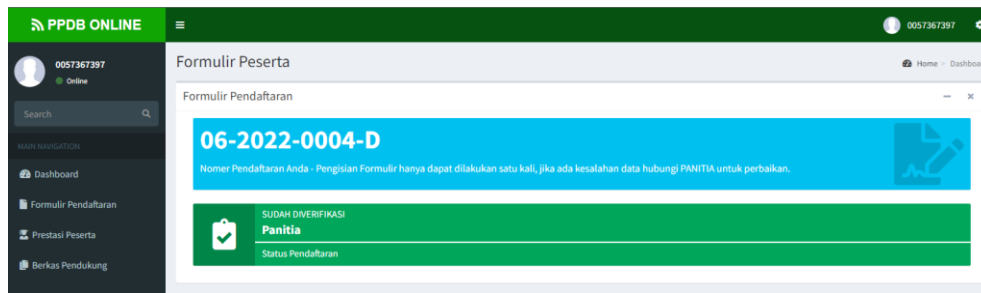 PPDB ONLINE
0057367397
0057367397
Online
Search
MAIN NAVIGATION
Dashboard
Formulir Pendaftaran
Prestasi Peserta
Berkas Pendukung
Formulir Peserta
Home > Dashboa
Formulir Pendaftaran
06-2022-0004-D
Nomer Pendaftaran Anda - Pengisian Formulir hanya dapat dilakukan satu kali, jika ada kesalahan data hubungi PANITIA untuk perbaikan.
SUDAH DIVERIFIKASI
Panitia
Status Pendaftaran